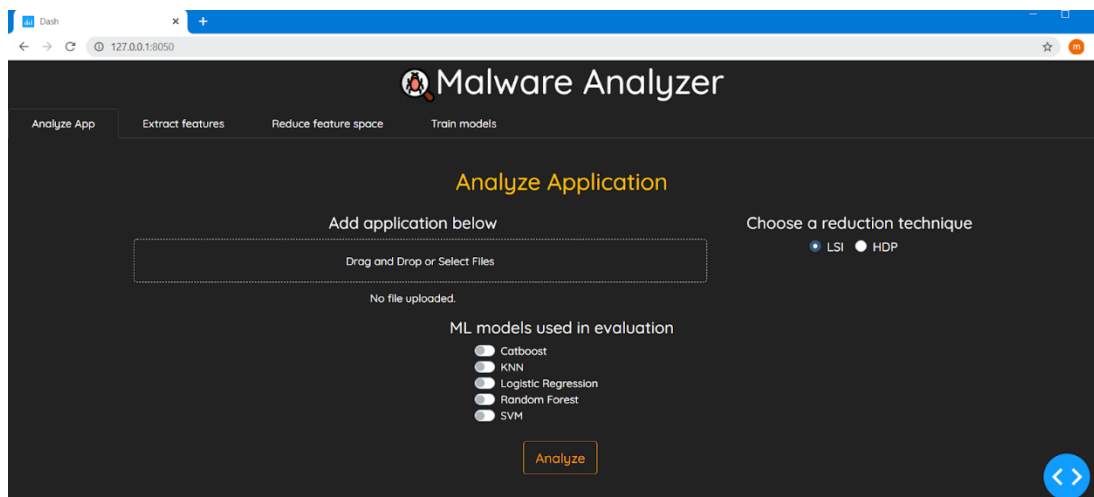 Dash
127.0.0.1:8050
m
Malware Analyzer
Analyze App Extract features Reduce feature space Train models
Analyze Application
Add application below
Choose a reduction technique
LSI HDP
Drag and Drop or Select Files
No file uploaded.
ML models used in evaluation
Catboost
KNN
Logistic Regression
Random Forest
SVM
Analyze